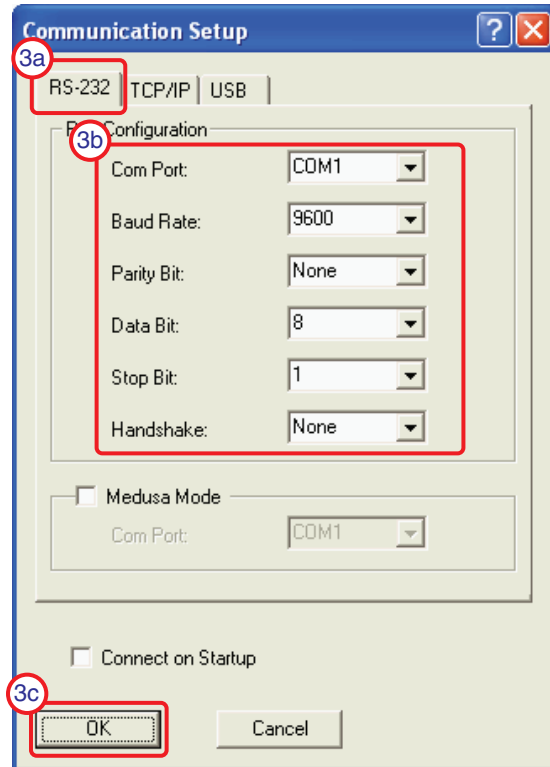 Communication Setup
3a
RS-232 TCP/IP USB
3b Configuration
Com Port: COM1
Baud Rate: 9600
Parity Bit: None
Data Bit: 8
Stop Bit: 1
Handshake: None
Medusa Mode
Com Port: COM1
Connect on Startup
3c
OK Cancel